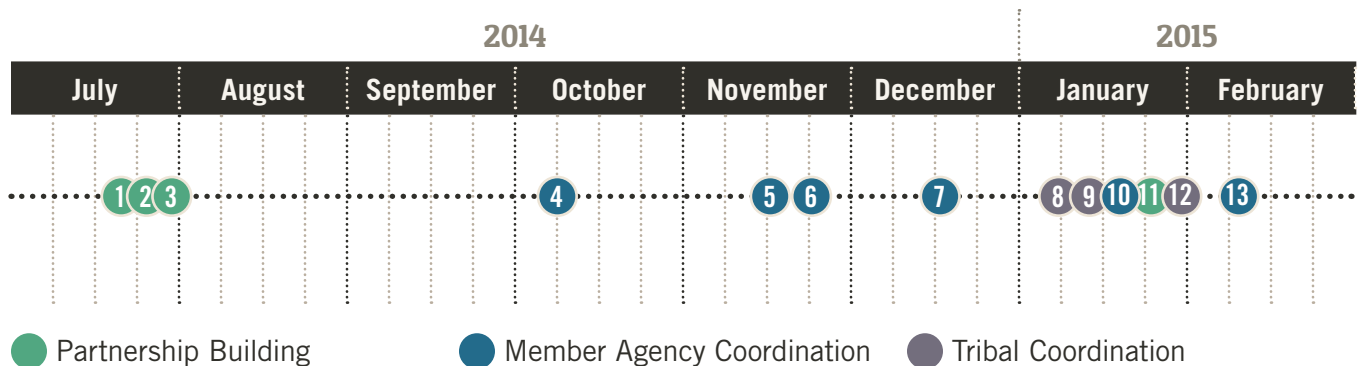 2014 2015
July August September October November December January February
1 2 3 4 5 6 7 8 9 10 11 12 13
Partnership Building Member Agency Coordination Tribal Coordination